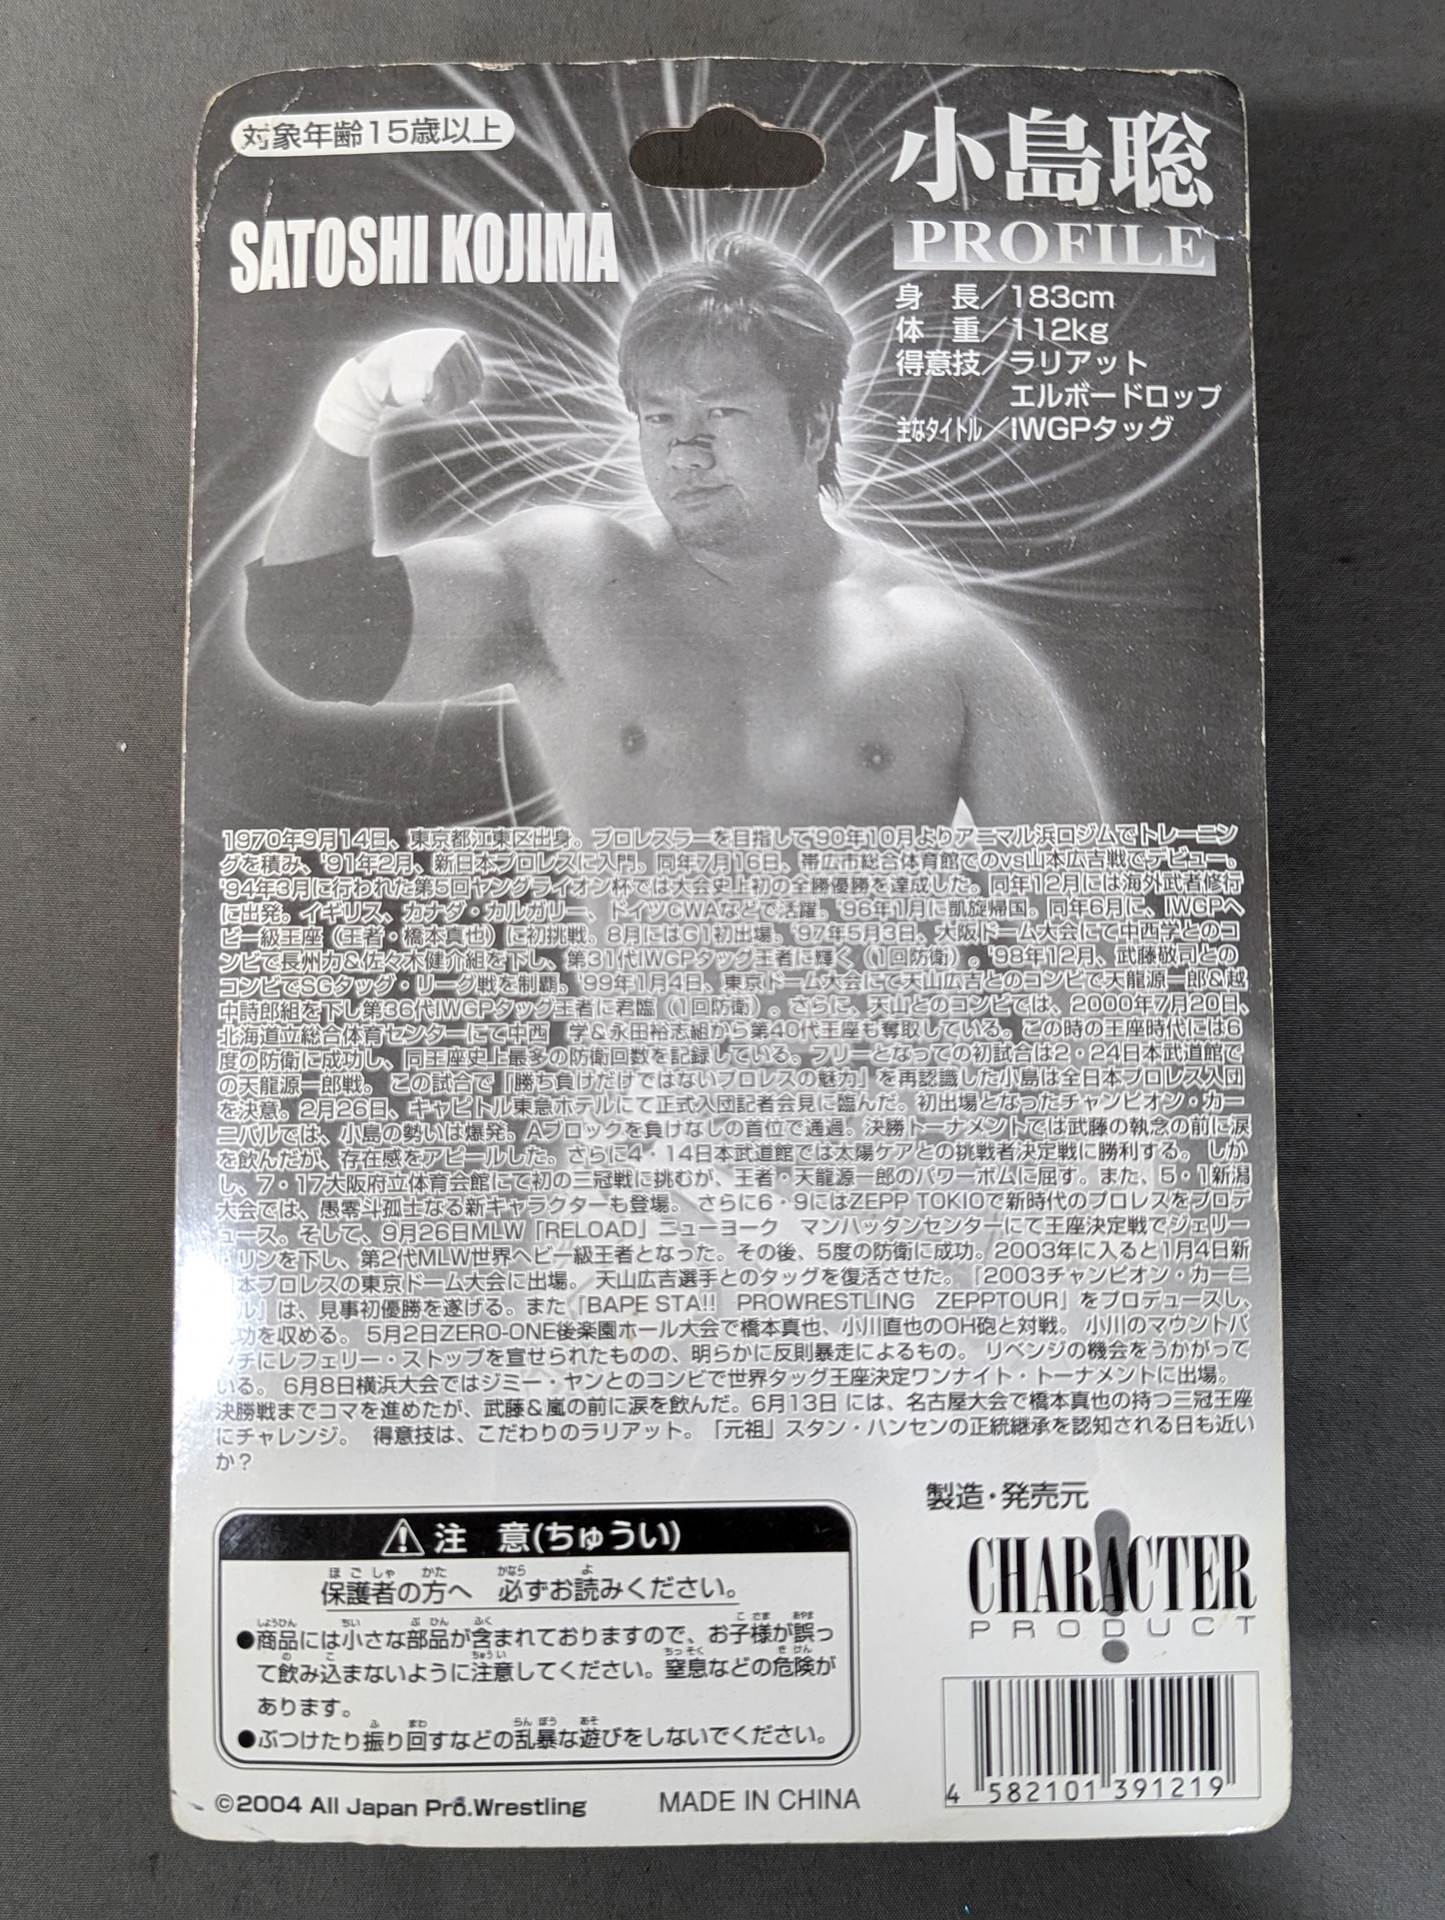 対象年齢15歳以上
小島聡
SATOSHI KOJIMA
PROFILE
身　長／183cm
体　重／112kg
得意技／ラリアット
エルボードロップ
主なタイトル／IWGPタッグ
1970年9月14日、東京都江東区出身。プロレスラーを目指して'90年10月よりアニマル浜口ジムでトレーニン
グを積み、'91年2月、新日本プロレスに入門。同年7月16日、帯広市総合体育館でのvs山本広吉戦でデビュー。
'94年3月に行われた第5回ヤングライオン杯では大会史上初の全勝優勝を達成した。同年12月には海外武者修行
に出発。イギリス、カナダ・カルガリー、ドイツCWAなどで活躍。'96年1月に凱旋帰国。同年6月に、IWGPヘ
ビー級王座（王者・橋本真也）に初挑戦。8月にはG1初出場。'97年5月3日、大阪ドーム大会にて中西学とのコ
ンビで長州力&佐々木健介組を下し、第31代IWGPタッグ王者に輝く（1回防衛）。'98年12月、武藤敬司との
コンビでSGタッグ・リーグ戦を制覇。'99年1月4日、東京ドーム大会にて天山広吉とのコンビで天龍源一郎&越
中詩郎組を下し第36代IWGPタッグ王者に君臨（1回防衛）。さらに、天山とのコンビでは、2000年7月20日、
北海道立総合体育センターにて中西　学＆永田裕志組から第40代王座も奪取している。この時の王座時代には6
度の防衛に成功し、同王座史上最多の防衛回数を記録している。フリーとなっての初試合は2・24日本武道館で
の天龍源一郎戦。この試合で「勝ち負けだけではないプロレスの魅力」を再認識した小島は全日本プロレス入団
を決意。2月26日、キャピトル東急ホテルにて正式入団記者会見に臨んだ。初出場となったチャンピオン・カー
ニバルでは、小島の勢いは爆発。Aブロックを負けなしの首位で通過。決勝トーナメントでは武藤の執念の前に涙
を飲んだが、存在感をアピールした。さらに4・14日本武道館では太陽ケアとの挑戦者決定戦に勝利する。しか
し、7・17大阪府立体育会館にて初の三冠戦に挑むが、王者・天龍源一郎のパワーボムに屈す。また、5・1新潟
大会では、愚零斗孤士なる新キャラクターも登場。さらに6・9にはZEPP TOKIOで新時代のプロレスをプロデ
ュース。そして、9月26日MLW「RELOAD」ニューヨーク　マンハッタンセンターにて王座決定戦でジェリー
リンを下し、第2代MLW世界ヘビー級王者となった。その後、5度の防衛に成功。2003年に入ると1月4日新
本プロレスの東京ドーム大会に出場。天山広吉選手とのタッグを復活させた。「2003チャンピオン・カーニ
ル」は、見事初優勝を遂げる。また「BAPE STA!!　PROWRESTLING　ZEPPTOUR」をプロデュースし、
功を収める。5月2日ZERO-ONE後楽園ホール大会で橋本真也、小川直也のOH砲と対戦。小川のマウントパ
ンチにレフェリー・ストップを宣せられたものの、明らかに反則暴走によるもの。リベンジの機会をうかがって
いる。6月8日横浜大会ではジミー・ヤンとのコンビで世界タッグ王座決定ワンナイト・トーナメントに出場。
決勝戦までコマを進めたが、武藤＆嵐の前に涙を飲んだ。6月13日には、名古屋大会で橋本真也の持つ三冠王座
にチャレンジ。　得意技は、こだわりのラリアット。「元祖」スタン・ハンセンの正統継承を認知される日も近い
か？
注　意(ちゅうい)
保護者の方へ　必ずお読みください。
●商品には小さな部品が含まれておりますので、お子様が誤っ
て飲み込まないように注意してください。窒息などの危険が
あります。
●ぶつけたり振り回すなどの乱暴な遊びをしないでください。
製造・発売元
CHARACTER
PRODUCT
4 582101 391219
©2004 All Japan Pro.Wrestling
MADE IN CHINA